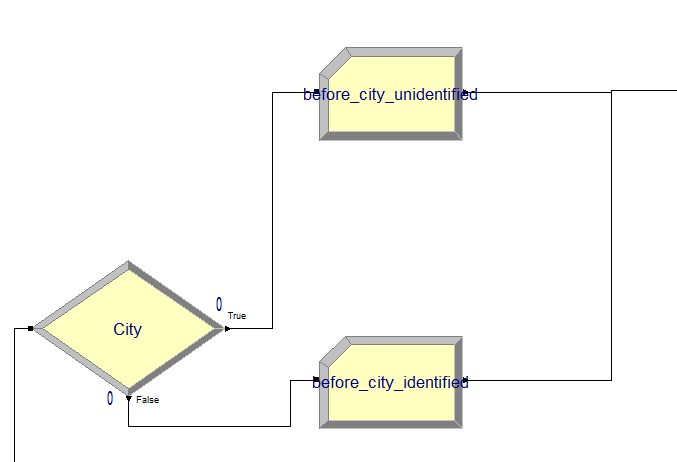 before_city_unidentified
0
True
City
before_city_identified
0
False